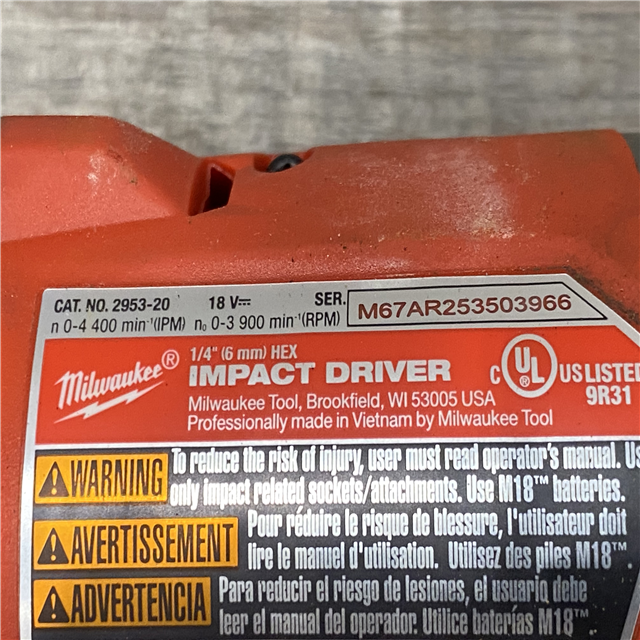 CAT. NO. 2953-20 18 V⎓ SER. M67AR253503966
n 0-4 400 min⁻¹(IPM) n₀ 0-3 900 min⁻¹(RPM)
Milwaukee® 1/4" (6 mm) HEX
IMPACT DRIVER
Milwaukee Tool, Brookfield, WI 53005 USA
Professionally made in Vietnam by Milwaukee Tool
C UL® US LISTED
9R31
WARNING To reduce the risk of injury, user must read operator's manual. Us
only impact related sockets/attachments. Use M18™ batteries.
AVERTISSEMENT Pour réduire le risque de blessure, l'utilisateur doit
lire le manuel d'utilisation. Utilisez des piles M18™.
ADVERTENCIA Para reducir el riesgo de lesiones, el usuario debe
leer el manual del operador. Utilice baterías M18™